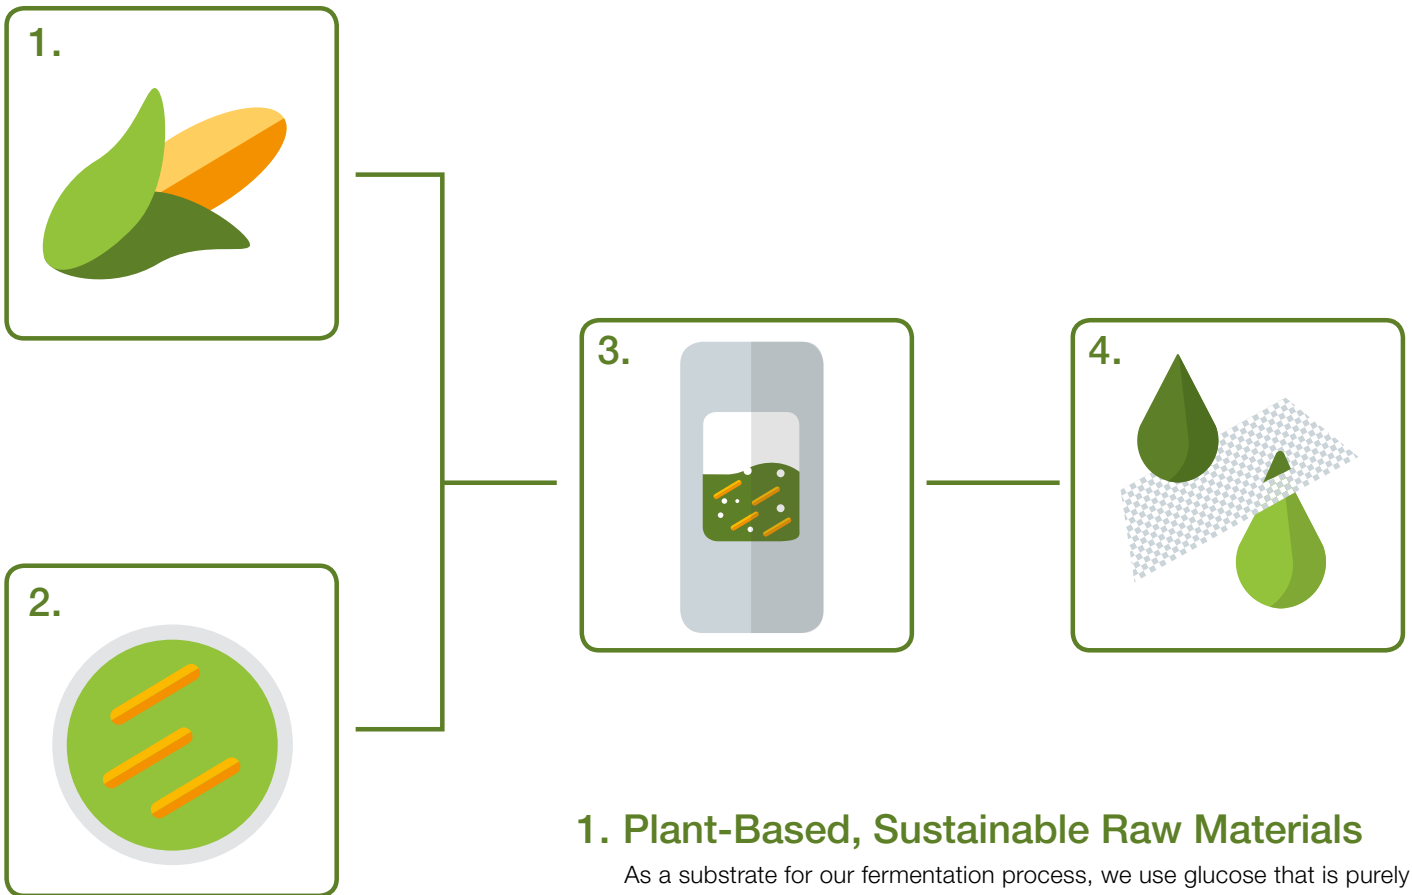 1.
2.
3.
4.
1. Plant-Based, Sustainable Raw Materials
As a substrate for our fermentation process, we use glucose that is purely